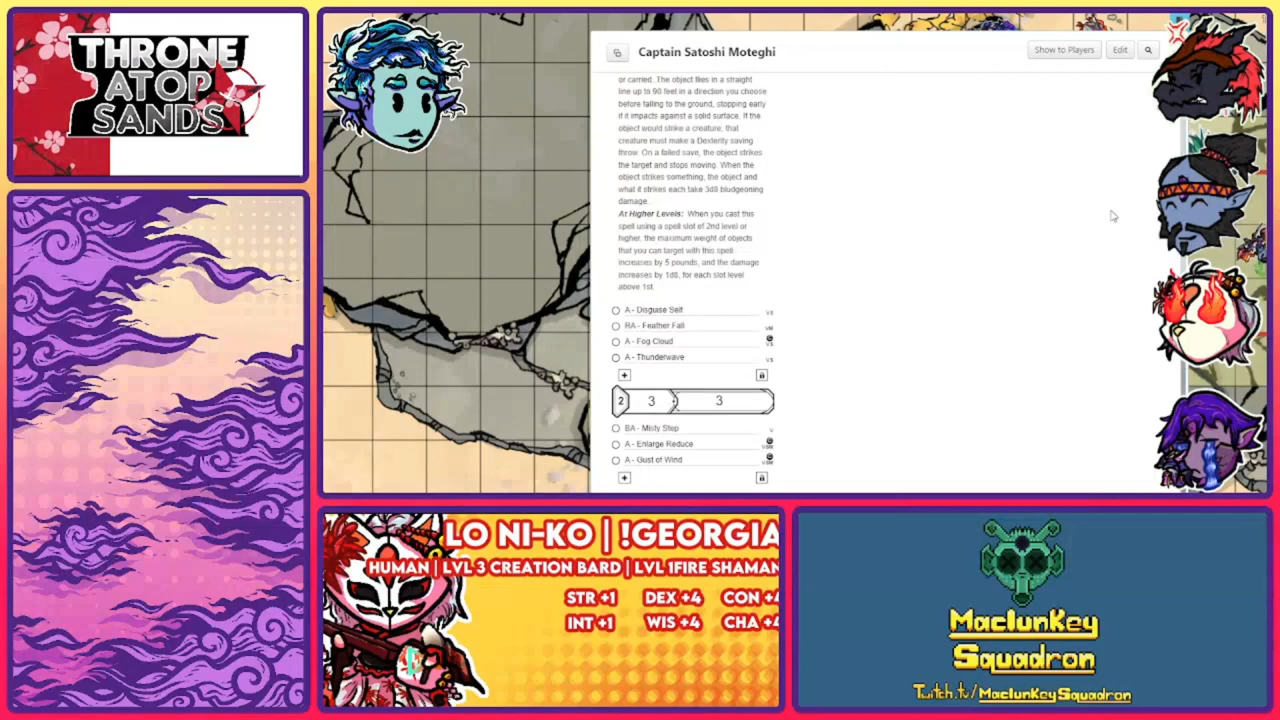 THRONE
ATOP
SANDS
Captain Satoshi Moteghi
Show to Players
Edit
or carried. The object flies in a straight
line up to 90 feet in a direction you choose
before falling to the ground, stopping early
if it impacts against a solid surface. If the
object would strike a creature, that
creature must make a Dexterity saving
throw. On a failed save, the object strikes
the target and stops moving. When the
object strikes something, the object and
what it strikes each take 3d8 bludgeoning
damage.
At Higher Levels: When you cast this
spell using a spell slot of 2nd level or
higher, the maximum weight of objects
that you can target with this spell
increases by 5 pounds, and the damage
increases by 1d8, for each slot level
above 1st.
A - Disguise Self V S
RA - Feather Fall V M
A - Fog Cloud C V S
A - Thunderwave V S
+
2 3 3
BA - Misty Step V
A - Enlarge Reduce C V S M
A - Gust of Wind C V S M
+
LO NI-KO | !GEORGIA
HUMAN | LVL 3 CREATION BARD | LVL 1FIRE SHAMAN
STR +1 DEX +4 CON +4
INT +1 WIS +4 CHA +4
MaclunKey
Squadron
Twitch.tv/MaclunkeySquadron